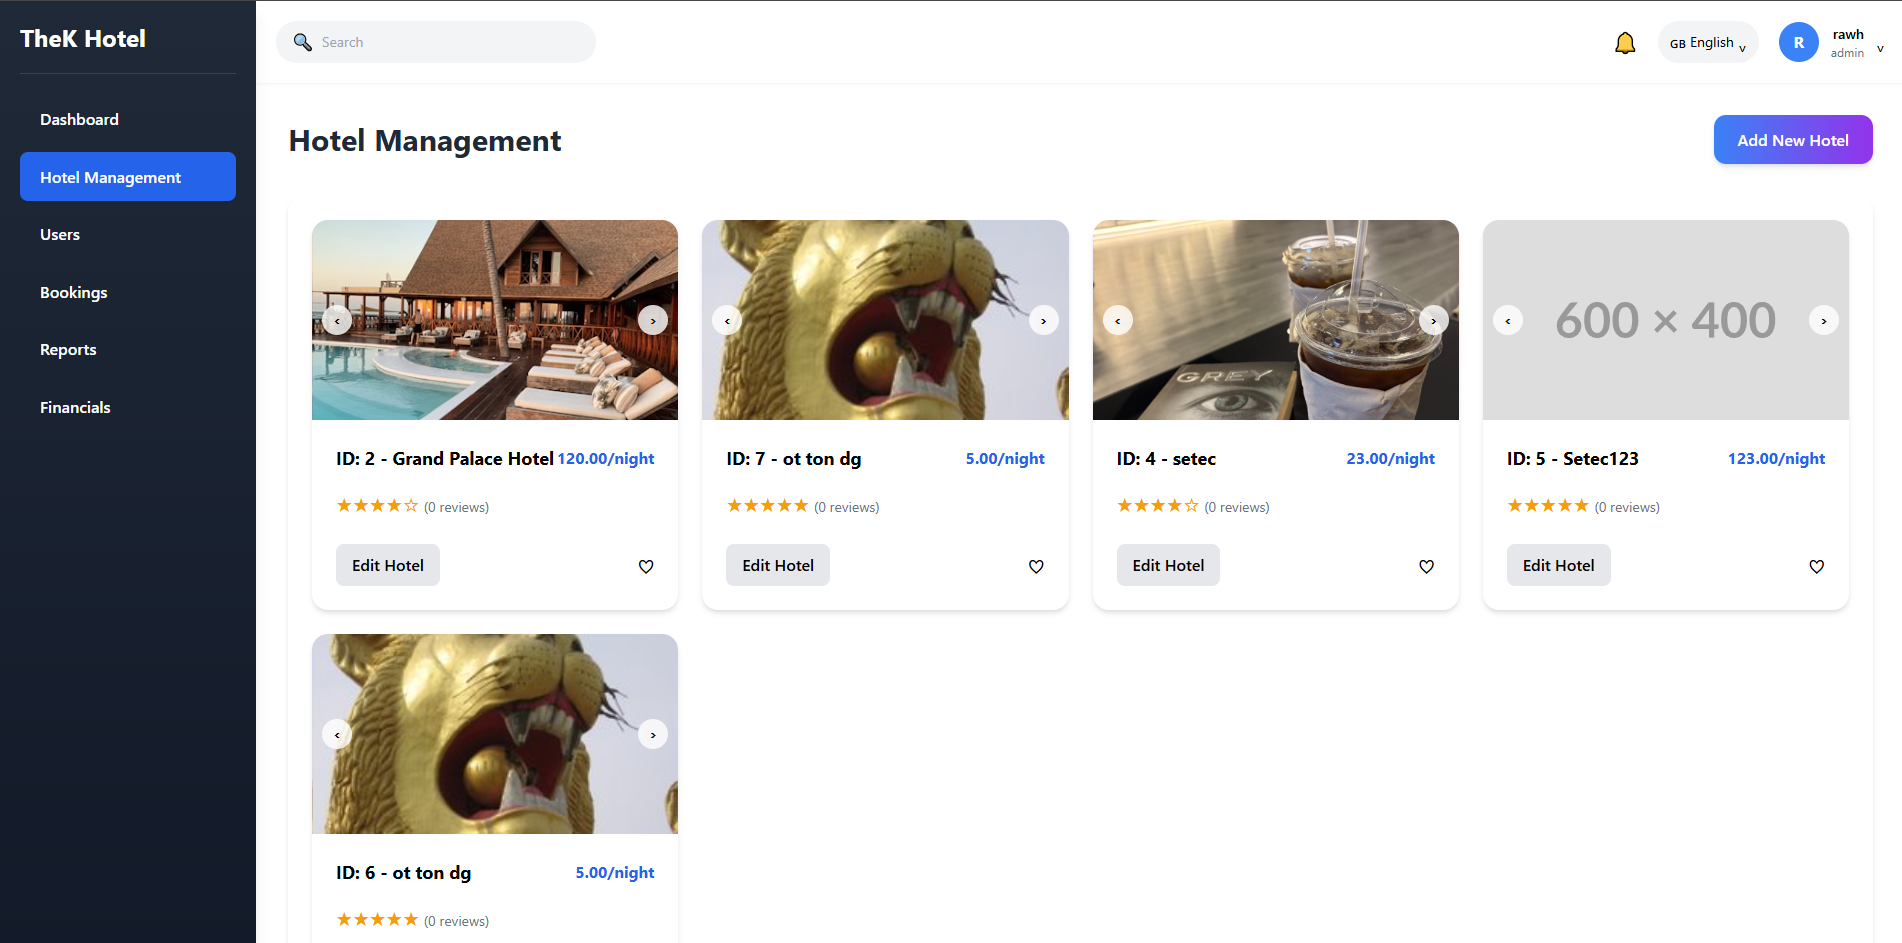 TheK Hotel
Search
GB English v
R
rawh
admin
v
Dashboard
Hotel Management
Users
Bookings
Reports
Financials
Hotel Management
Add New Hotel
‹ ›
‹ ›
GREY
‹ ›
600 × 400
‹ ›
ID: 2 - Grand Palace Hotel 120.00/night
★★★★☆ (0 reviews)
Edit Hotel
ID: 7 - ot ton dg 5.00/night
★★★★★ (0 reviews)
Edit Hotel
ID: 4 - setec 23.00/night
★★★★☆ (0 reviews)
Edit Hotel
ID: 5 - Setec123 123.00/night
★★★★★ (0 reviews)
Edit Hotel
‹ ›
ID: 6 - ot ton dg 5.00/night
★★★★★ (0 reviews)